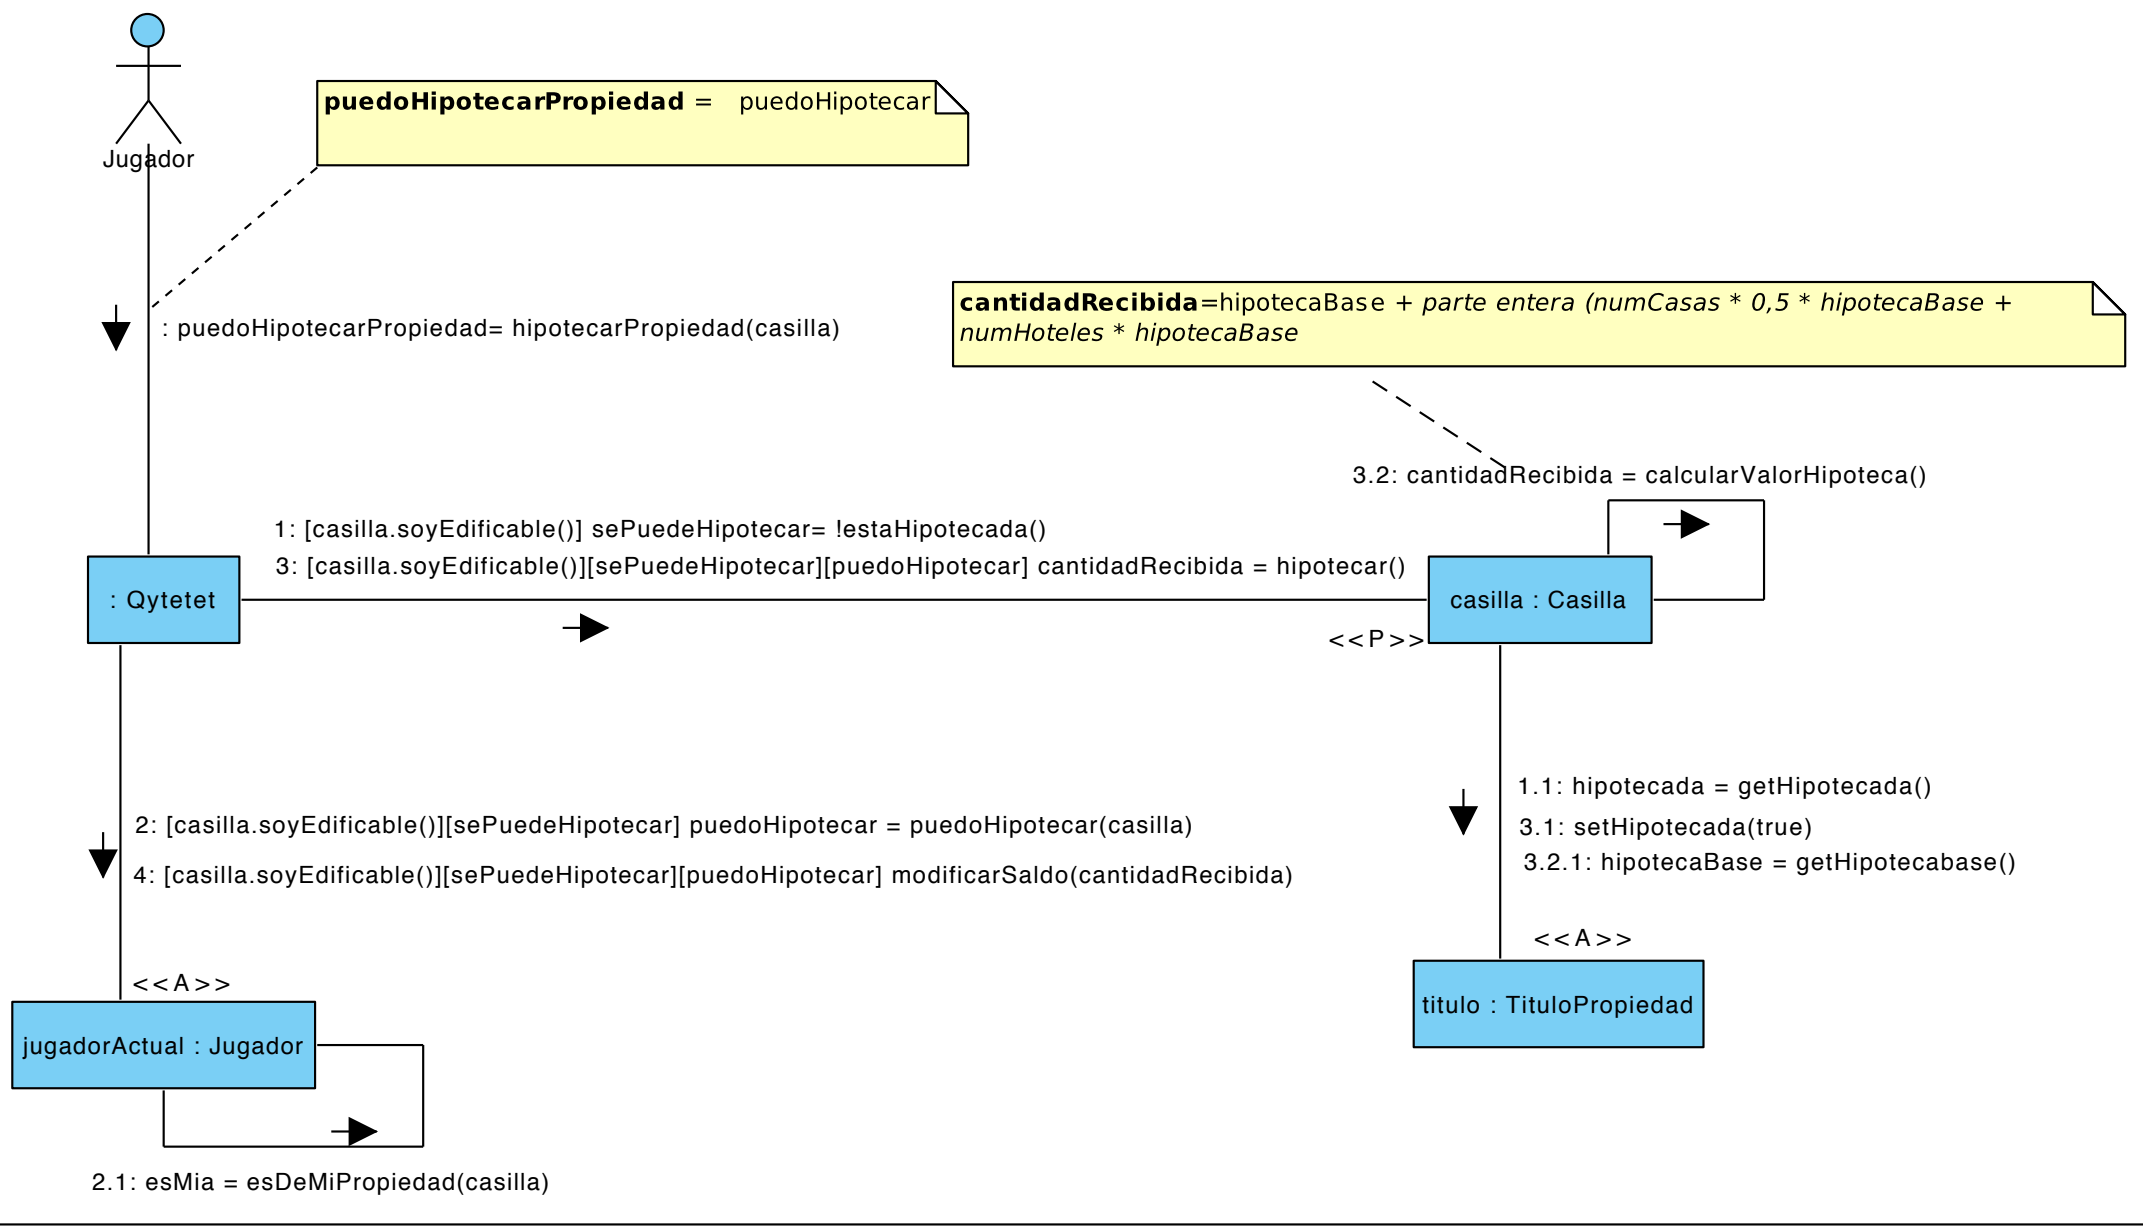 puedoHipotecarPropiedad = puedoHipotecar
Jugador
cantidadRecibida=hipotecaBase + parte entera (numCasas * 0,5 * hipotecaBase +
numHoteles * hipotecaBase
: puedoHipotecarPropiedad= hipotecarPropiedad(casilla)
3.2: cantidadRecibida = calcularValorHipoteca()
1: [casilla.soyEdificable()] sePuedeHipotecar= !estaHipotecada()
3: [casilla.soyEdificable()][sePuedeHipotecar][puedoHipotecar] cantidadRecibida = hipotecar()
: Qytetet
casilla : Casilla
<<P>>
1.1: hipotecada = getHipotecada()
3.1: setHipotecada(true)
3.2.1: hipotecaBase = getHipotecabase()
2: [casilla.soyEdificable()][sePuedeHipotecar] puedoHipotecar = puedoHipotecar(casilla)
4: [casilla.soyEdificable()][sePuedeHipotecar][puedoHipotecar] modificarSaldo(cantidadRecibida)
<<A>>
<<A>>
titulo : TituloPropiedad
jugadorActual : Jugador
2.1: esMia = esDeMiPropiedad(casilla)